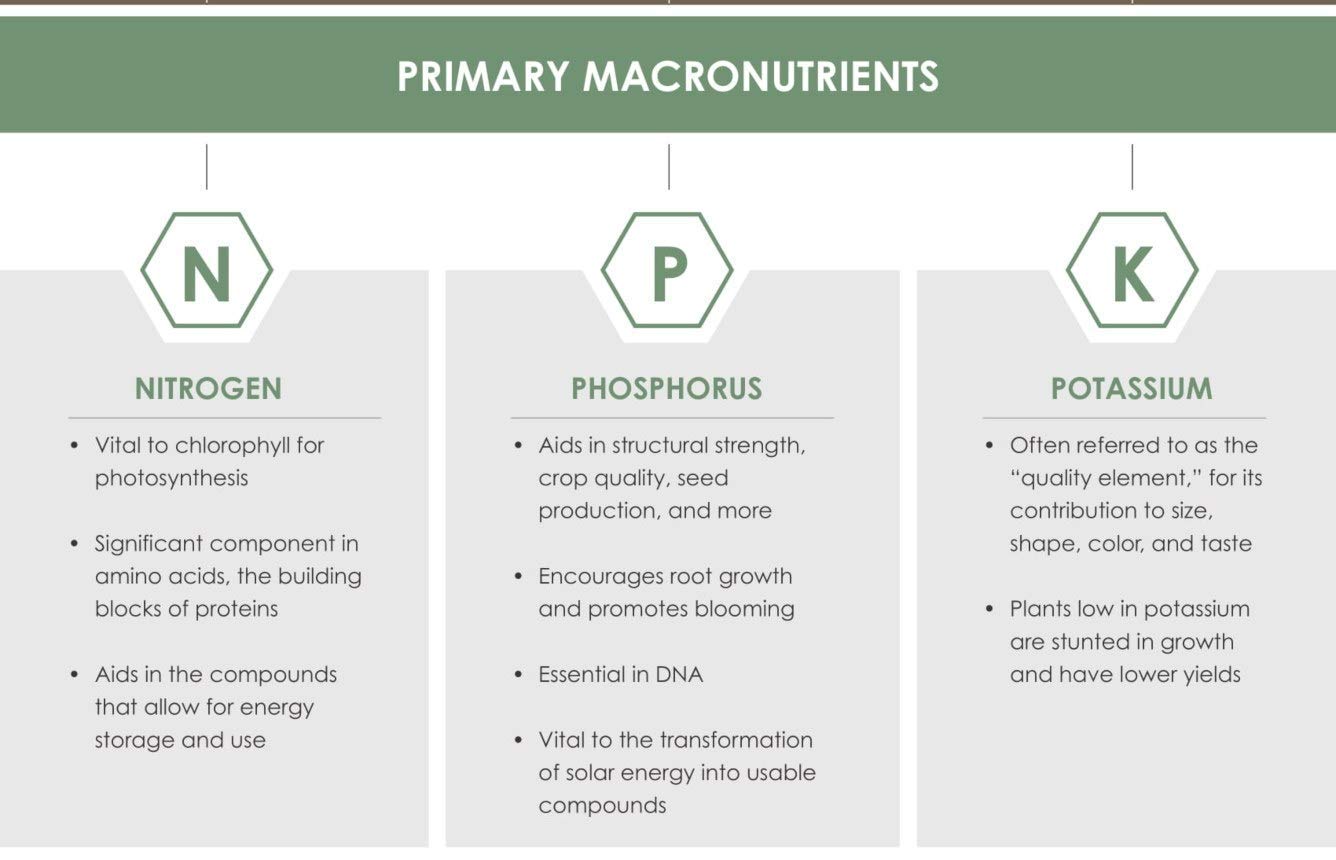 PRIMARY MACRONUTRIENTS
N
NITROGEN
• Vital to chlorophyll for
photosynthesis
• Significant component in
amino acids, the building
blocks of proteins
• Aids in the compounds
that allow for energy
storage and use
P
PHOSPHORUS
• Aids in structural strength,
crop quality, seed
production, and more
• Encourages root growth
and promotes blooming
• Essential in DNA
• Vital to the transformation
of solar energy into usable
compounds
K
POTASSIUM
• Often referred to as the
“quality element,” for its
contribution to size,
shape, color, and taste
• Plants low in potassium
are stunted in growth
and have lower yields